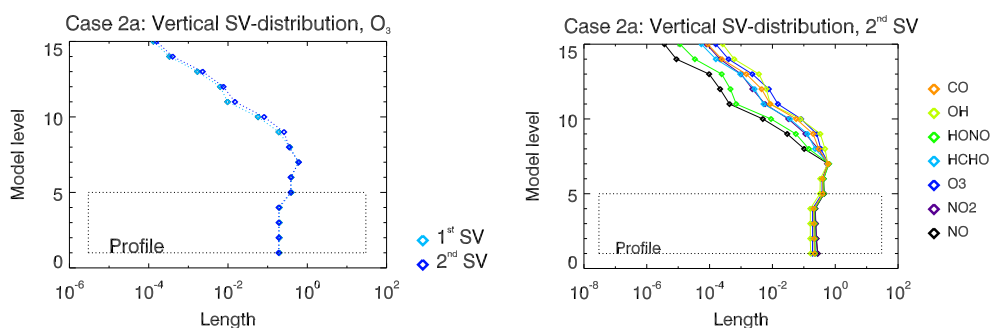 Case 2a: Vertical SV-distribution, O3
15
10
5
0
Model level
Profile
10-6 10-4 10-2 100 102
Length
1st SV
2nd SV
Case 2a: Vertical SV-distribution, 2nd SV
15
10
5
0
Model level
Profile
10-8 10-6 10-4 10-2 100 102
Length
CO
OH
HONO
HCHO
O3
NO2
NO